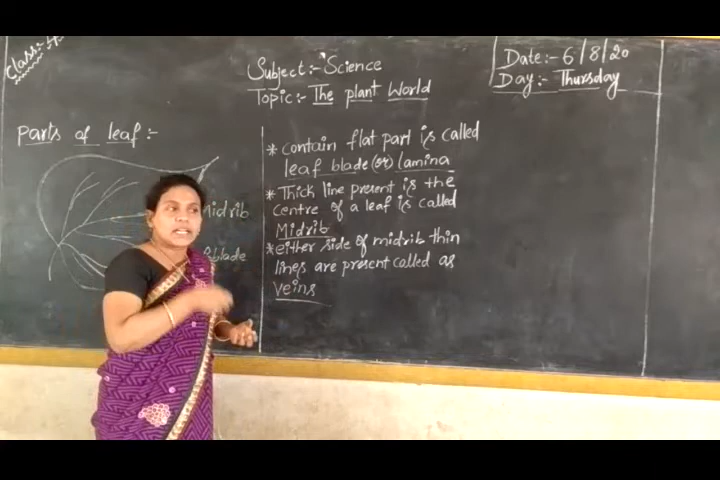 Class:- 4
Subject:- Science
Topic:- The plant World
Date:- 6/8/20
Day:- Thursday
parts of leaf:-
Midrib
blade
* contain flat part is called
leaf blade (or) lamina
* Thick line present is the
centre of a leaf is called
Midrib
* either side of midrib thin
lines are present called as
veins